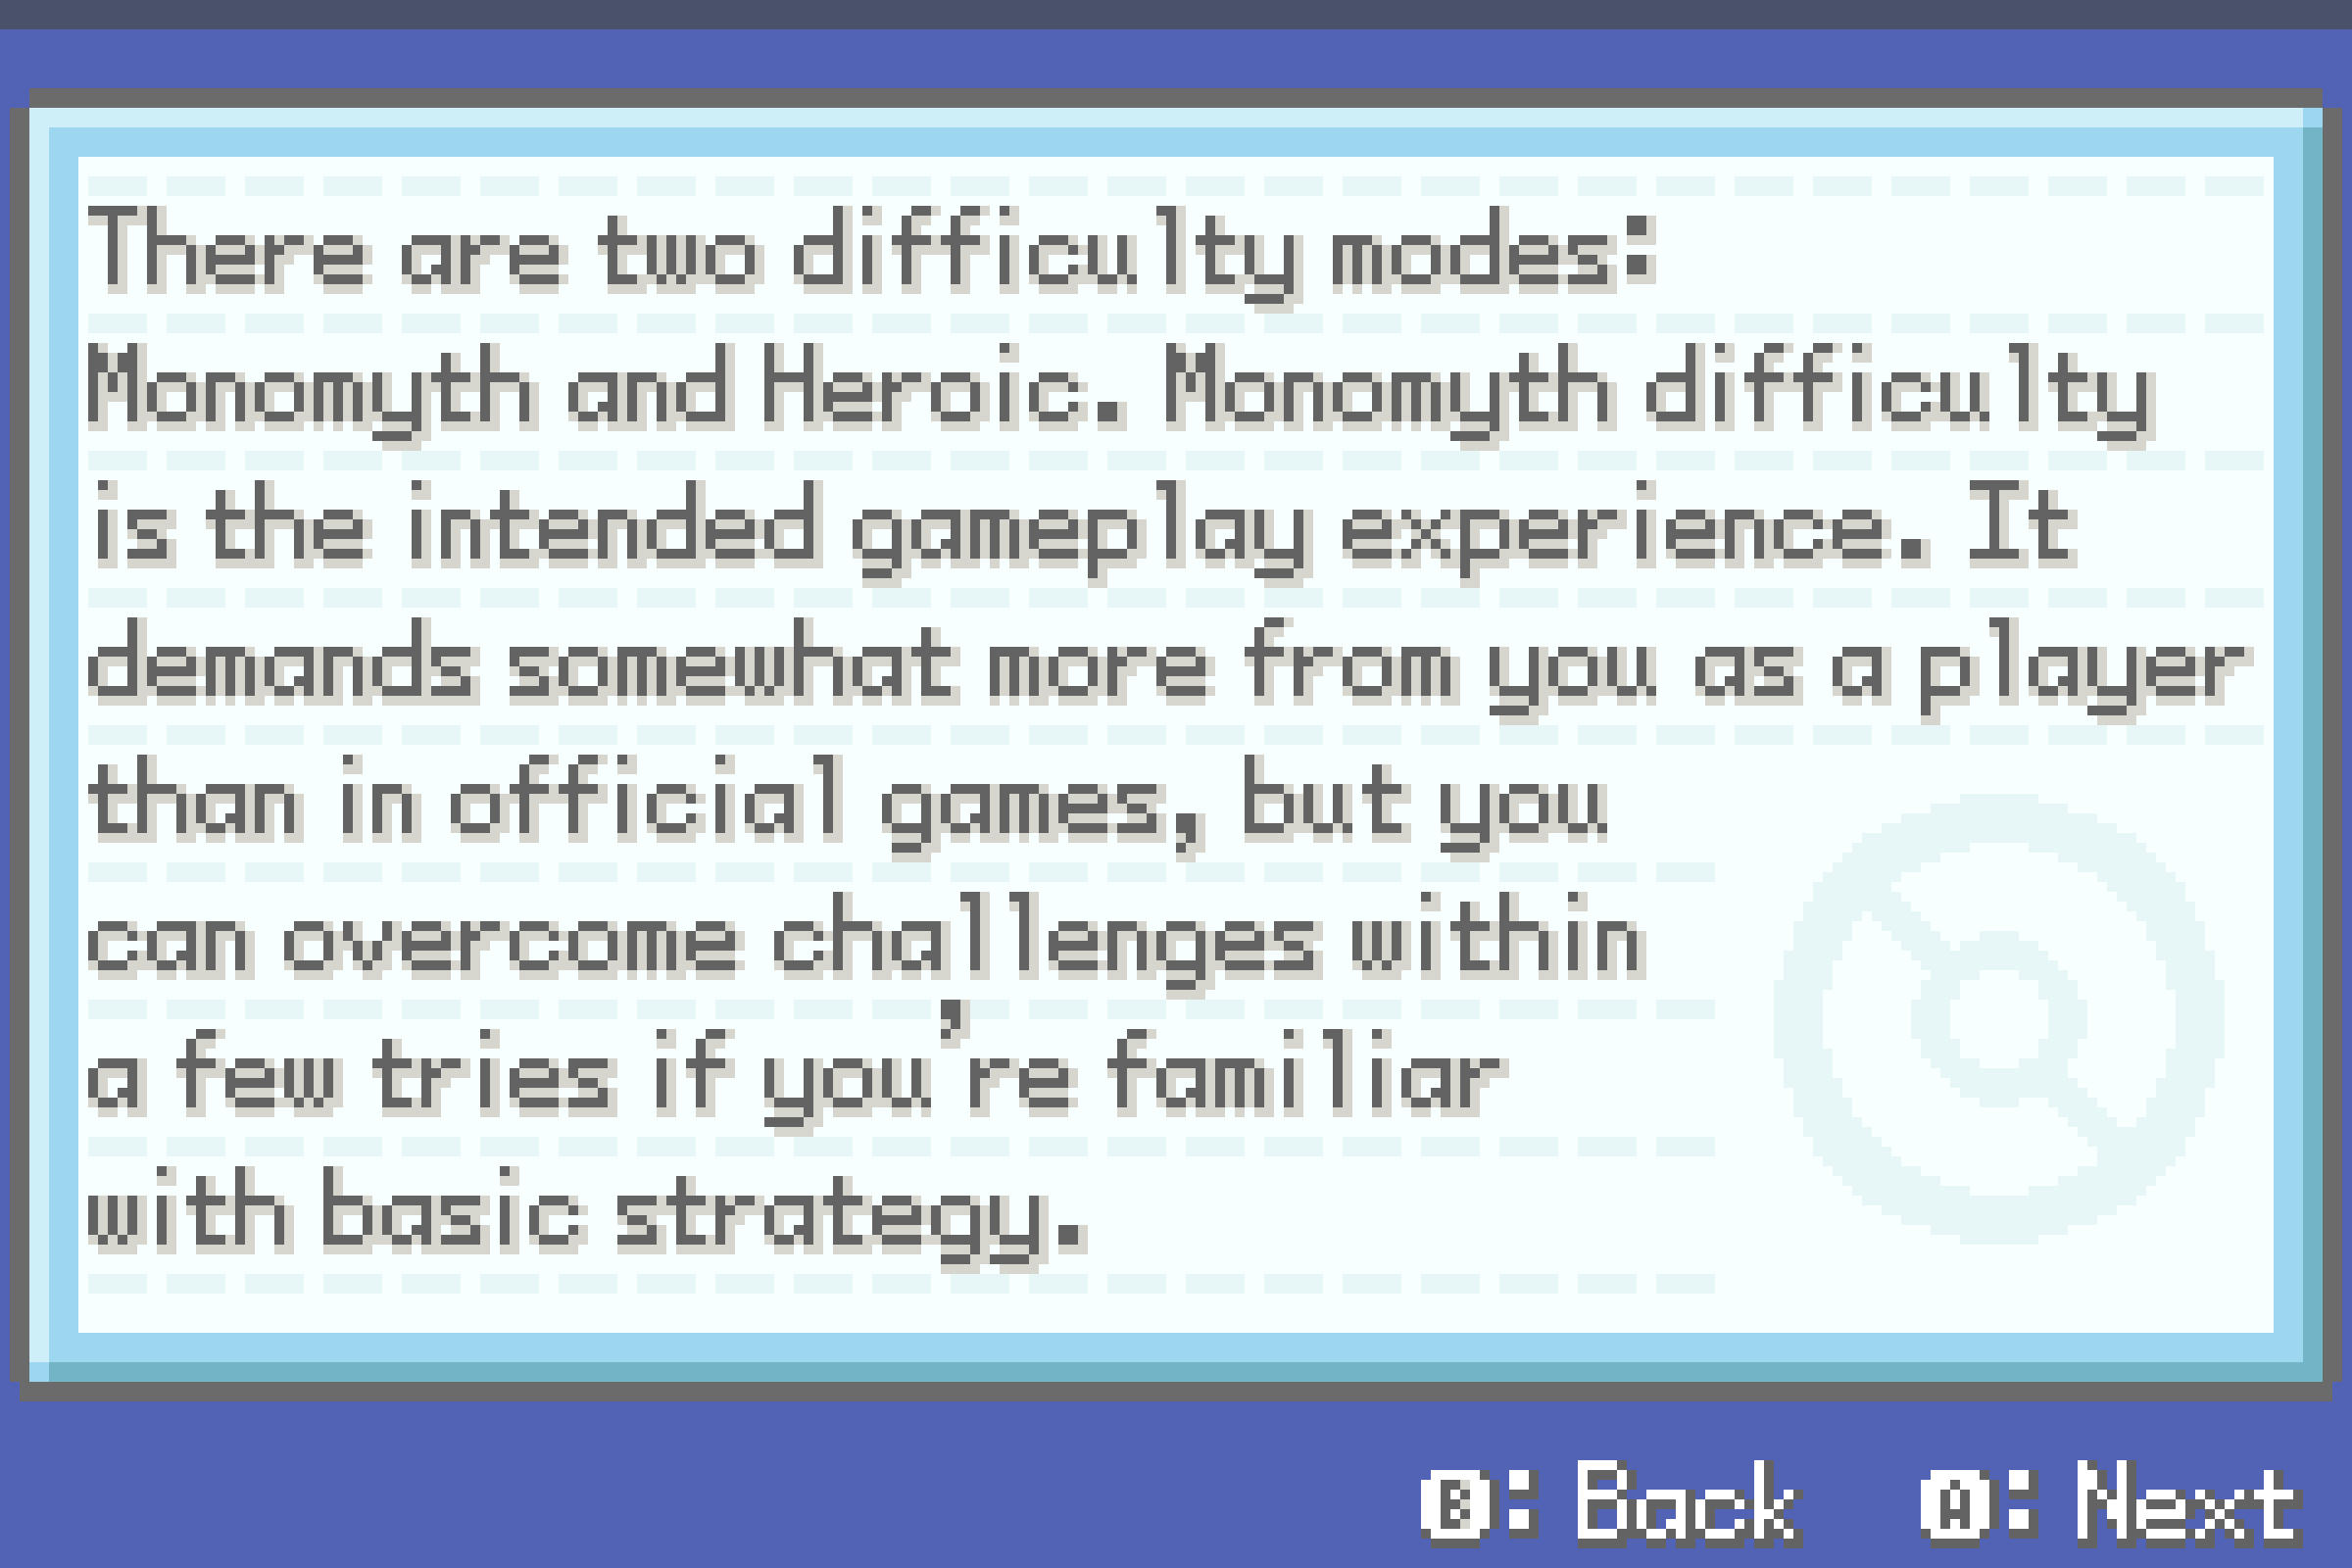 There are two difficulty modes:
Monomyth and Heroic. Monomyth difficulty
is the intended gameplay experience. It
demands somewhat more from you as a player
than in official games, but you
can overcome challenges within
a few tries if you're familiar
with basic strategy.
B: Back A: Next